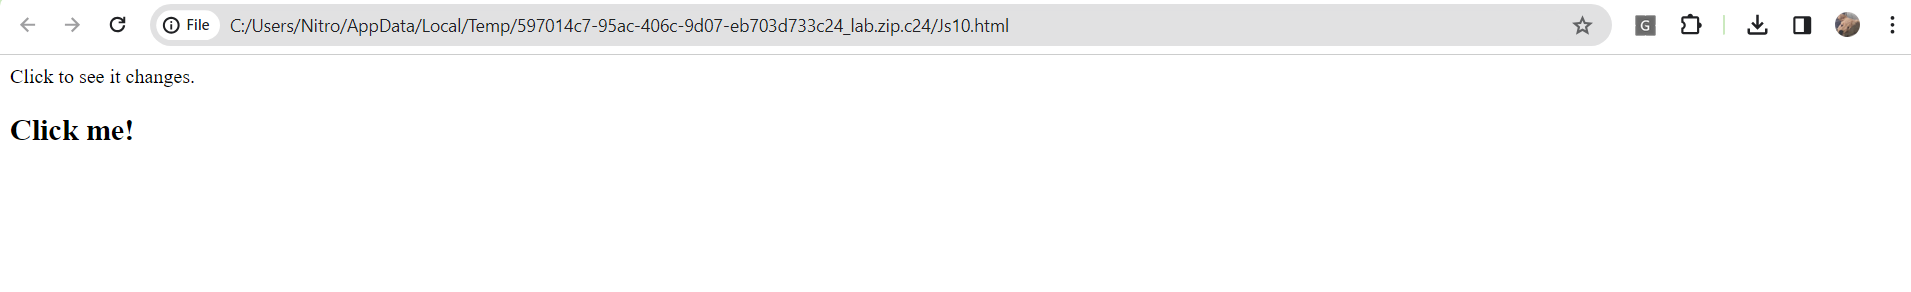 File C:/Users/Nitro/AppData/Local/Temp/597014c7-95ac-406c-9d07-eb703d733c24_lab.zip.c24/Js10.html
G
Click to see it changes.
Click me!